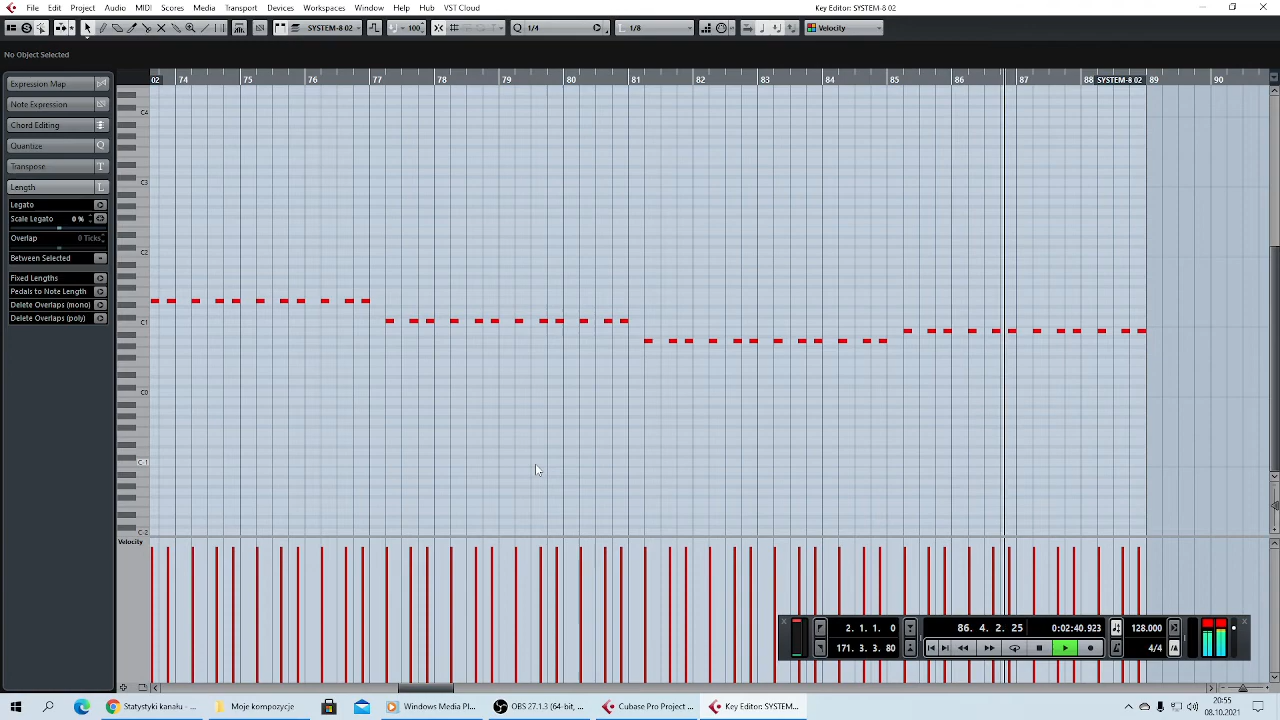 Key Editor: SYSTEM-8 02
File Edit Project Audio MIDI Scores Media Transport Devices Workspaces Window Help Hub VST Cloud
SYSTEM-8 02 100 Q 1/4 L 1/8 Velocity
No Object Selected
02 74 75 76 77 78 79 80 81 82 83 84 85 86 87 88 SYSTEM-8 02 89 90
Expression Map
Note Expression
Chord Editing
Quantize Q
Transpose T
Length L
Legato
Scale Legato 0 %
Overlap 0 Ticks
Between Selected
Fixed Lengths
Pedals to Note Length
Delete Overlaps (mono)
Delete Overlaps (poly)
C4
C3
C2
C1
C0
C-1
C-2
Velocity
2. 1. 1. 0 86. 4. 2. 25 0:02:40.923 128.000
171. 3. 3. 80 4/4
Statystyki kanału - ... Moje kompozycje Windows Media Pl... OBS 27.1.3 (64-bit, ... Cubase Pro Project ... Key Editor: SYSTEM...
20:55
08.10.2021